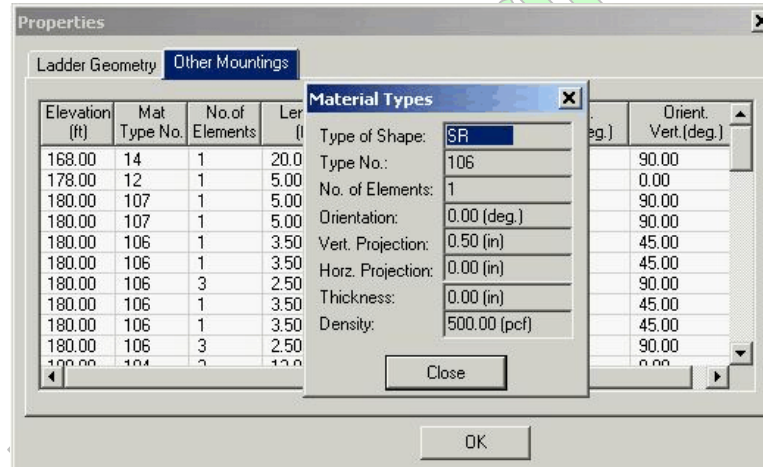 Properties
Ladder Geometry Other Mountings
Elevation (ft) Mat Type No. No.of Elements Orient. Vert.(deg.)
168.00 14 1 20.0 90.00
178.00 12 1 5.00 0.00
180.00 107 1 5.00 90.00
180.00 107 1 5.00 90.00
180.00 106 1 3.50 45.00
180.00 106 1 3.50 45.00
180.00 106 3 2.50 90.00
180.00 106 1 3.50 45.00
180.00 106 1 3.50 45.00
180.00 106 3 2.50 90.00
Material Types
Type of Shape: SR
Type No.: 106
No. of Elements: 1
Orientation: 0.00 (deg.)
Vert. Projection: 0.50 (in)
Horz. Projection: 0.00 (in)
Thickness: 0.00 (in)
Density: 500.00 (pcf)
Close
OK